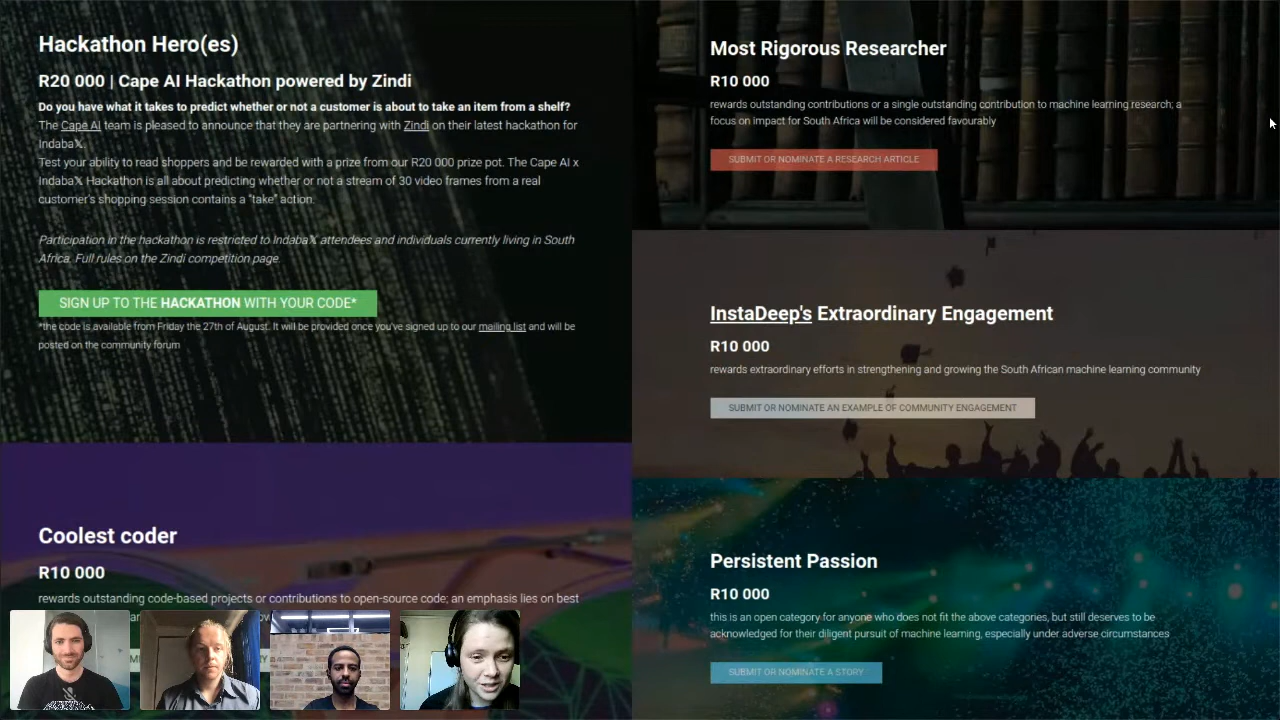 Hackathon Hero(es)
R20 000 | Cape AI Hackathon powered by Zindi
Do you have what it takes to predict whether or not a customer is about to take an item from a shelf?
The Cape AI team is pleased to announce that they are partnering with Zindi on their latest hackathon for
Indaba𝕏.
Test your ability to read shoppers and be rewarded with a prize from our R20 000 prize pot. The Cape AI x
Indaba𝕏 Hackathon is all about predicting whether or not a stream of 30 video frames from a real
customer's shopping session contains a "take" action.
Participation in the hackathon is restricted to Indaba𝕏 attendees and individuals currently living in South
Africa. Full rules on the Zindi competition page.
SIGN UP TO THE HACKATHON WITH YOUR CODE*
*the code is available from Friday the 27th of August. It will be provided once you've signed up to our mailing list and will be
posted on the community forum
Coolest coder
R10 000
rewards outstanding code-based projects or contributions to open-source code; an emphasis lies on best
Most Rigorous Researcher
R10 000
rewards outstanding contributions or a single outstanding contribution to machine learning research; a
focus on impact for South Africa will be considered favourably
SUBMIT OR NOMINATE A RESEARCH ARTICLE
InstaDeep's Extraordinary Engagement
R10 000
rewards extraordinary efforts in strengthening and growing the South African machine learning community
SUBMIT OR NOMINATE AN EXAMPLE OF COMMUNITY ENGAGEMENT
Persistent Passion
R10 000
this is an open category for anyone who does not fit the above categories, but still deserves to be
acknowledged for their diligent pursuit of machine learning, especially under adverse circumstances
SUBMIT OR NOMINATE A STORY